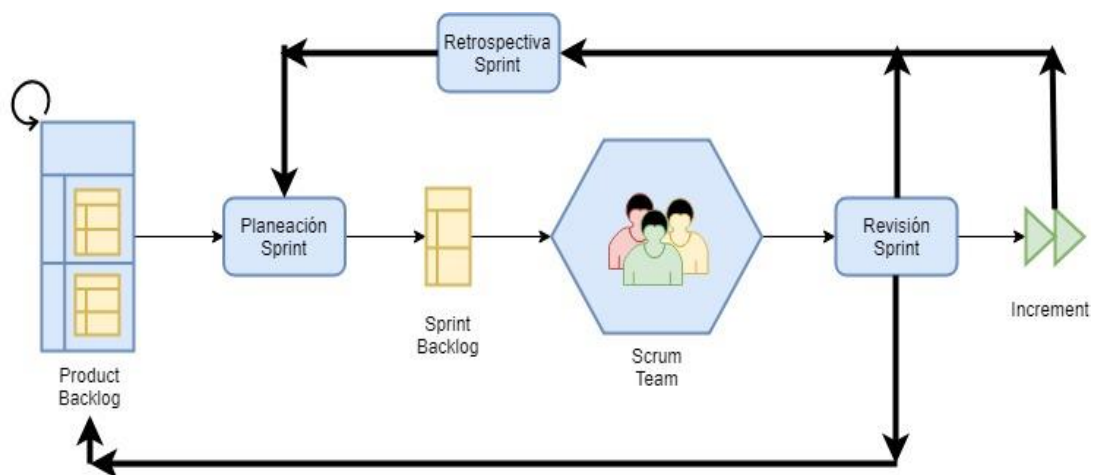 Retrospectiva
Sprint
Planeación
Sprint
Revisión
Sprint
Increment
Sprint
Backlog
Scrum
Team
Product
Backlog